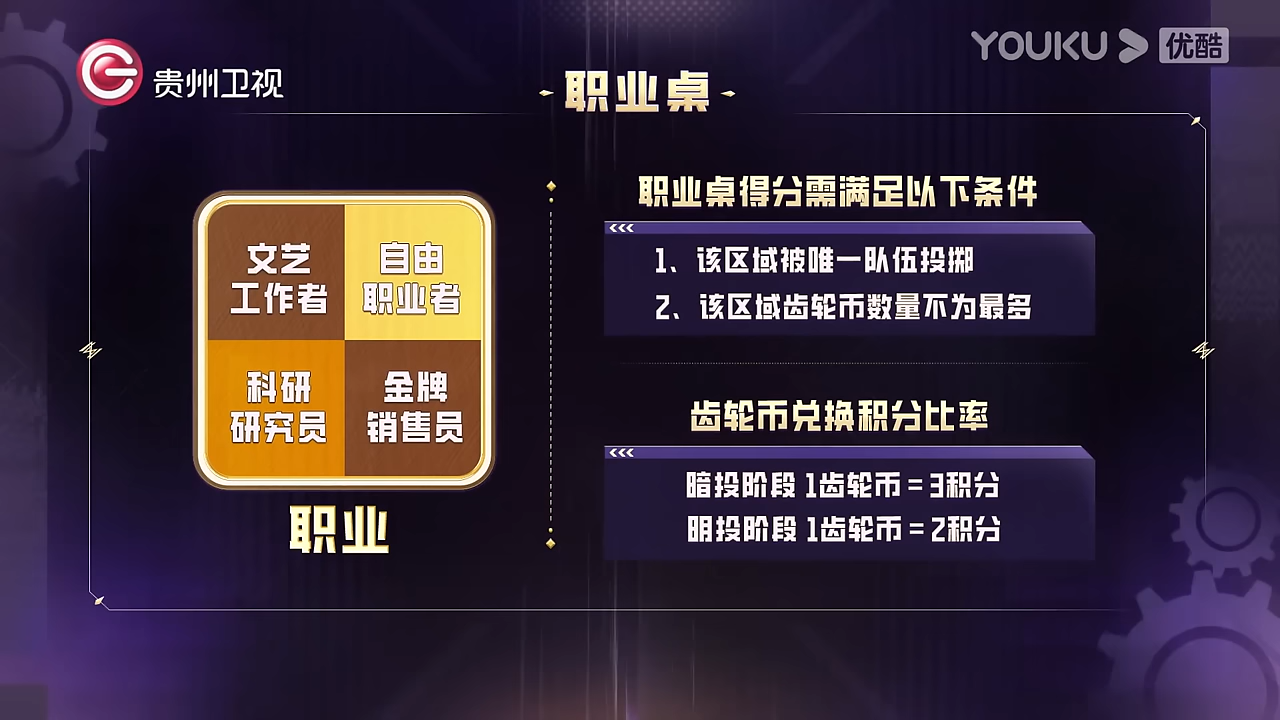 贵州卫视
YOUKU 优酷
职业桌
文艺
工作者
自由
职业者
科研
研究员
金牌
销售员
职业
职业桌得分需满足以下条件
1、该区域被唯一队伍投掷
2、该区域齿轮币数量不为最多
齿轮币兑换积分比率
暗投阶段 1齿轮币 = 3积分
明投阶段 1齿轮币 = 2积分